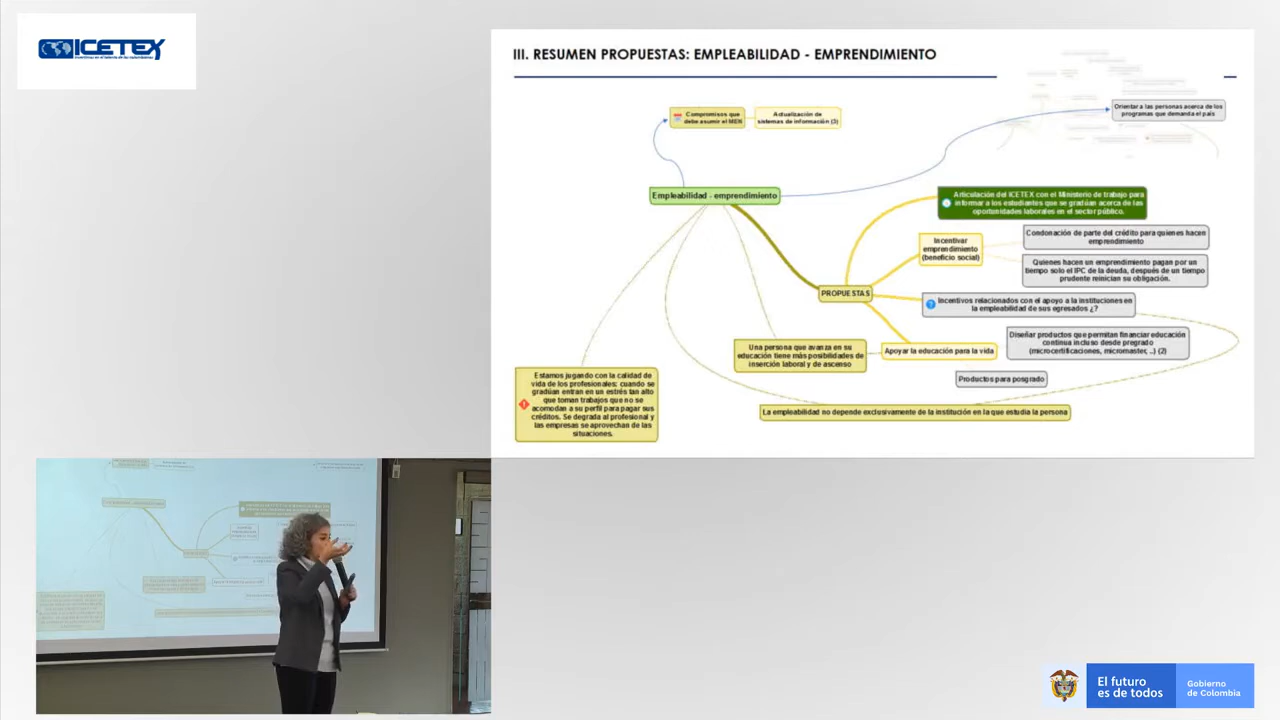 ICETEX
III. RESUMEN PROPUESTAS: EMPLEABILIDAD - EMPRENDIMIENTO
Compromisos que
debe asumir el MEN
Actualización de
sistemas de información (3)
Orientar a las personas acerca de los
programas que demanda el país
Empleabilidad - emprendimiento
Articulación del ICETEX con el Ministerio de trabajo para
informar a los estudiantes que se gradúan acerca de las
oportunidades laborales en el sector público.
Incentivar
emprendimiento
(beneficio social)
Condonación de parte del crédito para quienes hacen
emprendimiento
Quienes hacen un emprendimiento pagan por un
tiempo solo el IPC de la deuda, después de un tiempo
prudente reinician su obligación.
PROPUESTAS
Incentivos relacionados con el apoyo a la instituciones en
la empleabilidad de sus egresados ¿?
Diseñar productos que permitan financiar educación
continua incluso desde pregrado
(microcertificaciones, micromaster, ..) (2)
Una persona que avanza en su
educación tiene más posibilidades de
inserción laboral y de ascenso
Apoyar la educación para la vida
Productos para posgrado
Estamos jugando con la calidad de
vida de los profesionales: cuando se
gradúan entran en un estrés tan alto
que toman trabajos que no se
acomodan a su perfil para pagar sus
créditos. Se degrada al profesional y
las empresas se aprovechan de las
situaciones.
La empleabilidad no depende exclusivamente de la institución en la que estudia la persona
El futuro
es de todos
Gobierno
de Colombia